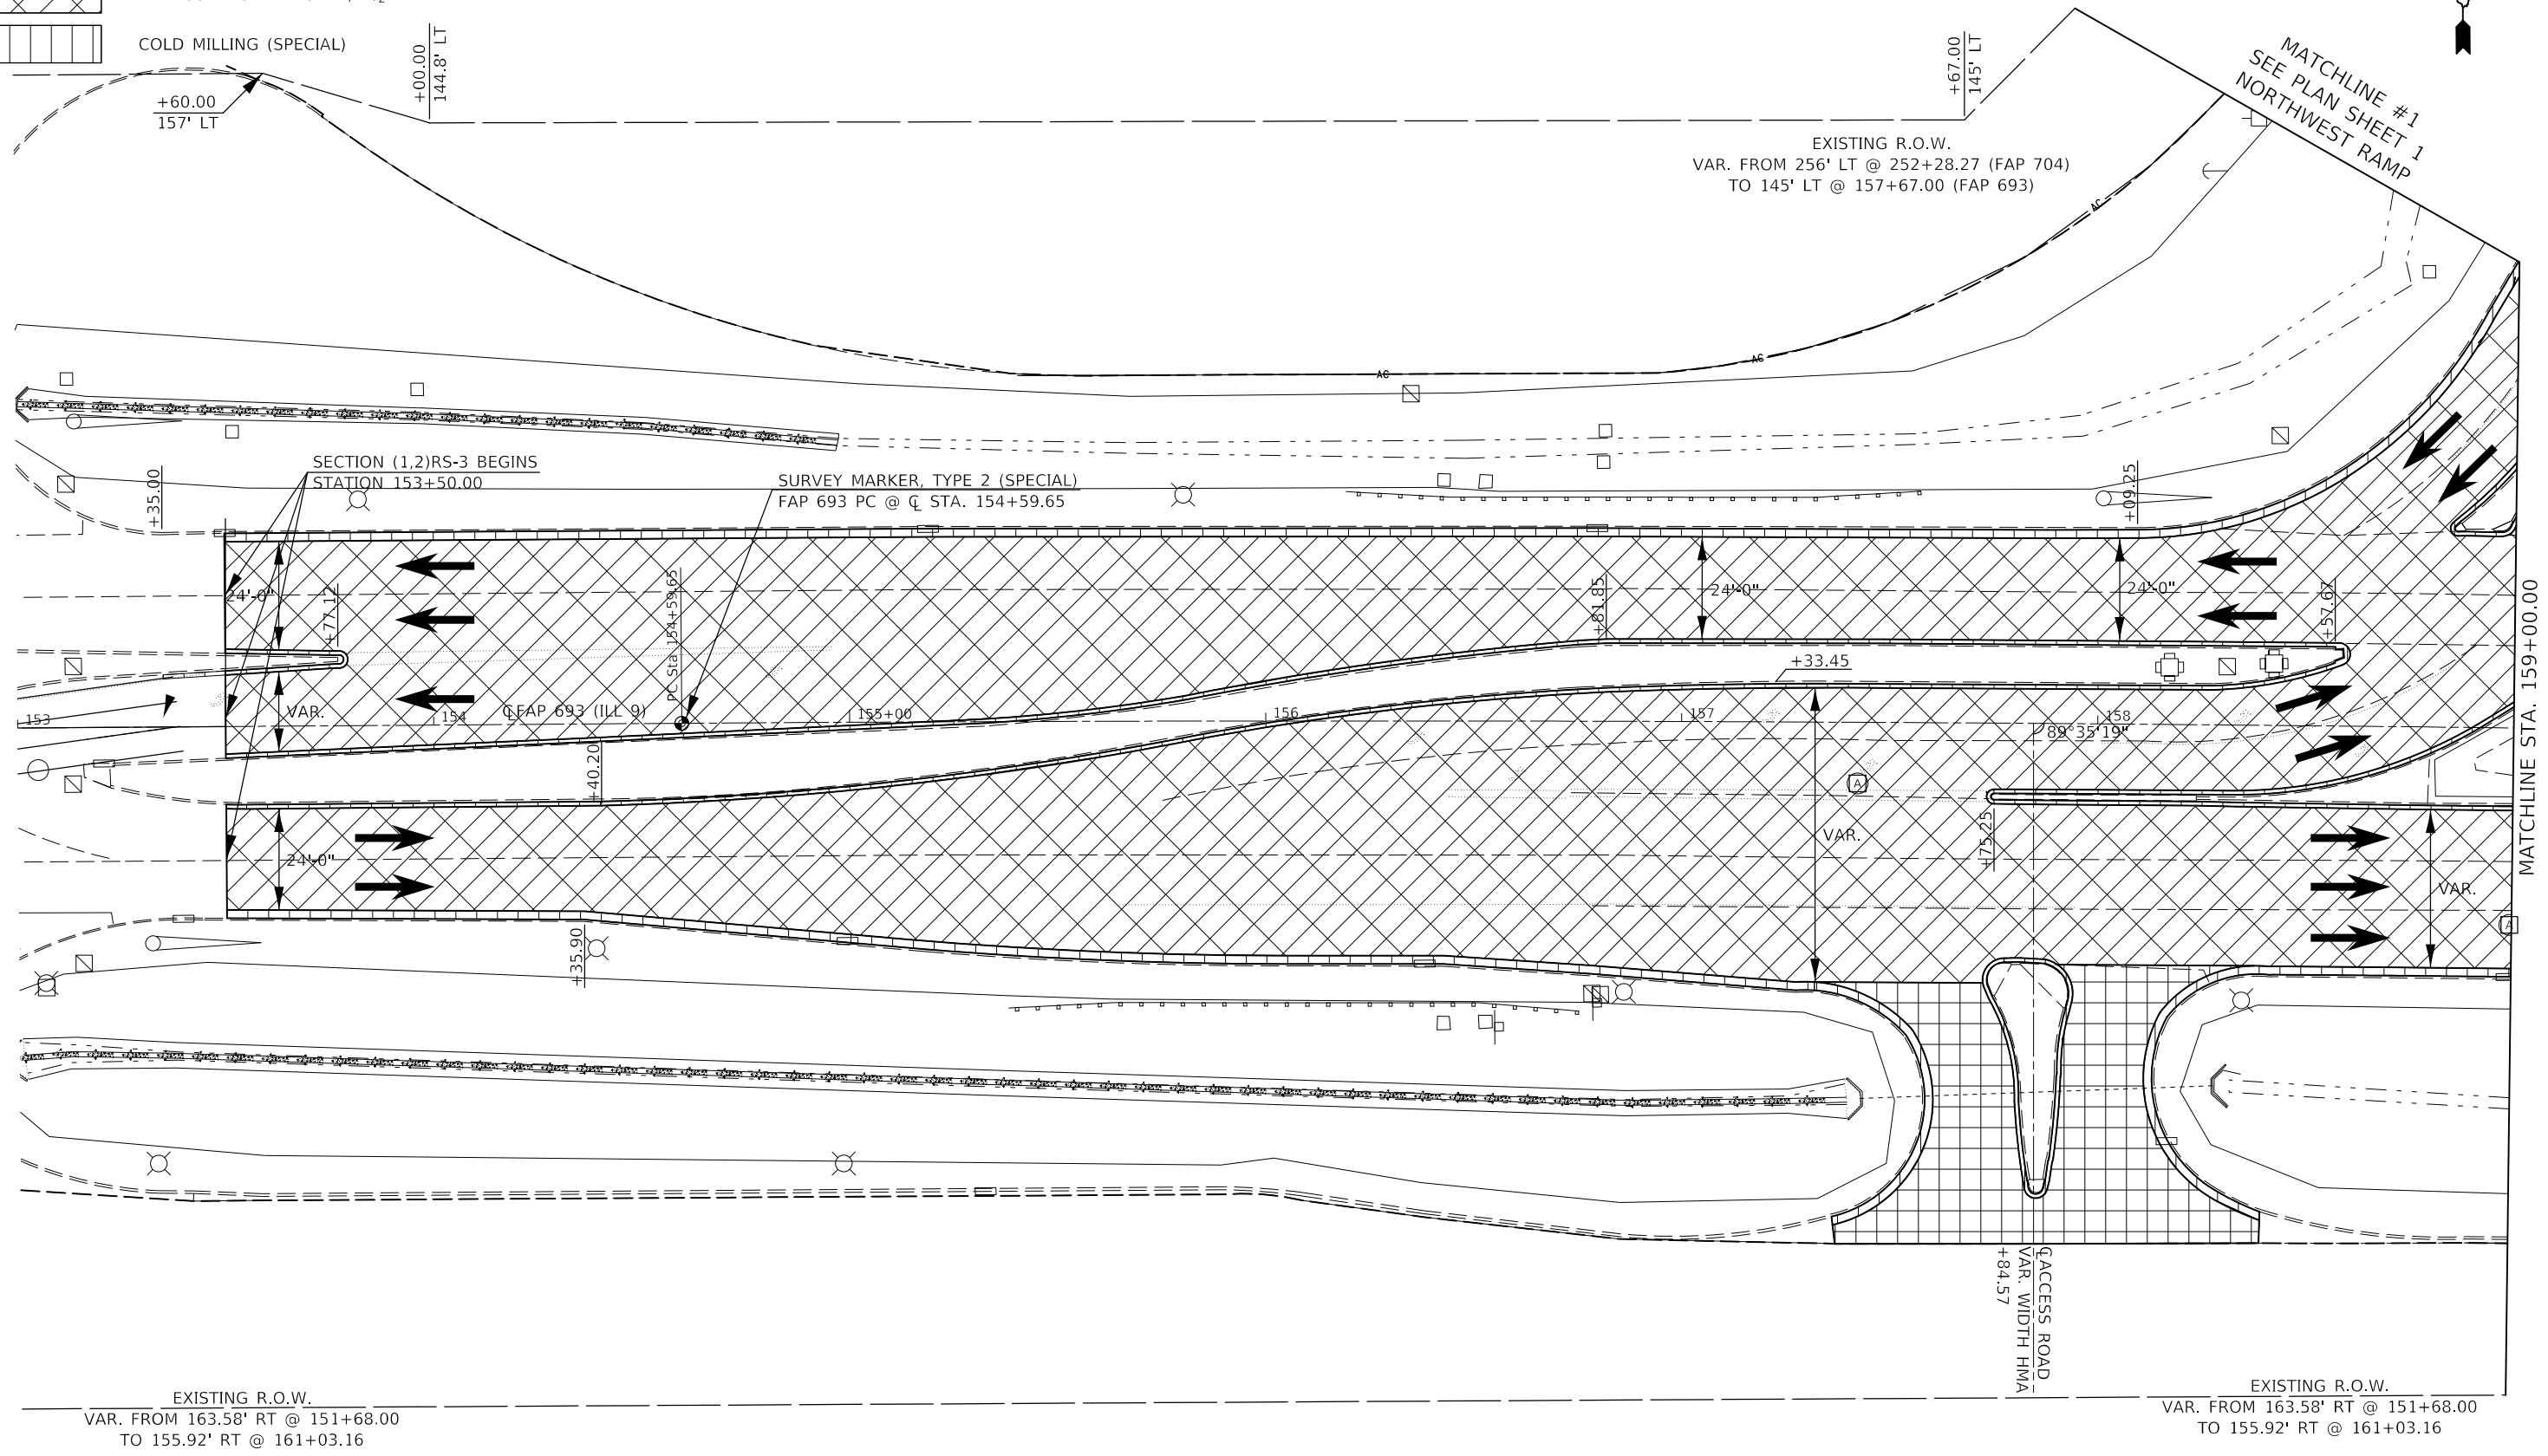 COLD MILLING (SPECIAL)
+60.00
157' LT
+00.00
144.8' LT
+67.00
145' LT
MATCHLINE #1
SEE PLAN SHEET 1
NORTHWEST RAMP
EXISTING R.O.W.
VAR. FROM 256' LT @ 252+28.27 (FAP 704)
TO 145' LT @ 157+67.00 (FAP 693)
AC
AC
AC
SECTION (1,2)RS-3 BEGINS
STATION 153+50.00
SURVEY MARKER, TYPE 2 (SPECIAL)
FAP 693 PC @ ℄ STA. 154+59.65
+35.00
+09.25
24'-0"
+77.12
PC Sta 154+59.65
+81.85
24'-0"
24'-0"
+57.67
+33.45
153
VAR.
154
℄ FAP 693 (ILL 9)
155+00
156
157
158
89°35'19"
MATCHLINE STA. 159+00.00
+40.20
A
24'-0"
VAR.
+75.25
VAR.
A
+35.90
℄ ACCESS ROAD
VAR. WIDTH HMA
+84.57
EXISTING R.O.W.
VAR. FROM 163.58' RT @ 151+68.00
TO 155.92' RT @ 161+03.16
EXISTING R.O.W.
VAR. FROM 163.58' RT @ 151+68.00
TO 155.92' RT @ 161+03.16